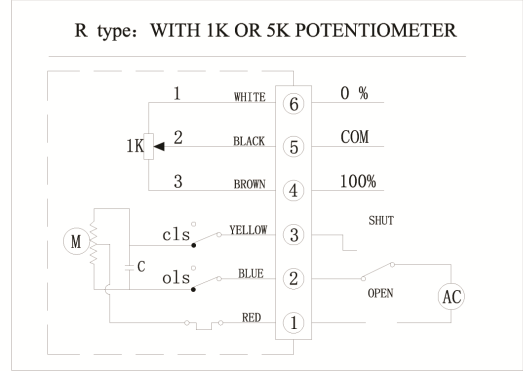 R type: WITH 1K OR 5K POTENTIOMETER
1 WHITE 6 0 %
1K 2 BLACK 5 COM
3 BROWN 4 100%
SHUT
M cls YELLOW 3
C ols BLUE 2
OPEN AC
RED 1